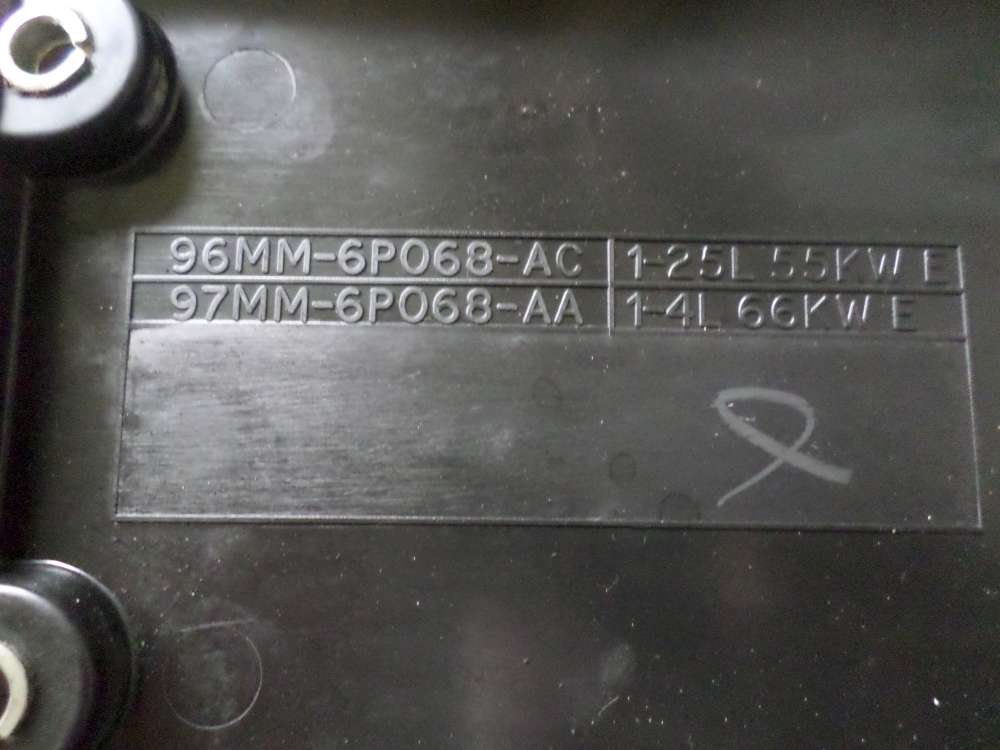 96MM-6P068-AC 1-25L 55KW E
97MM-6P068-AA 1-4L 66KW E